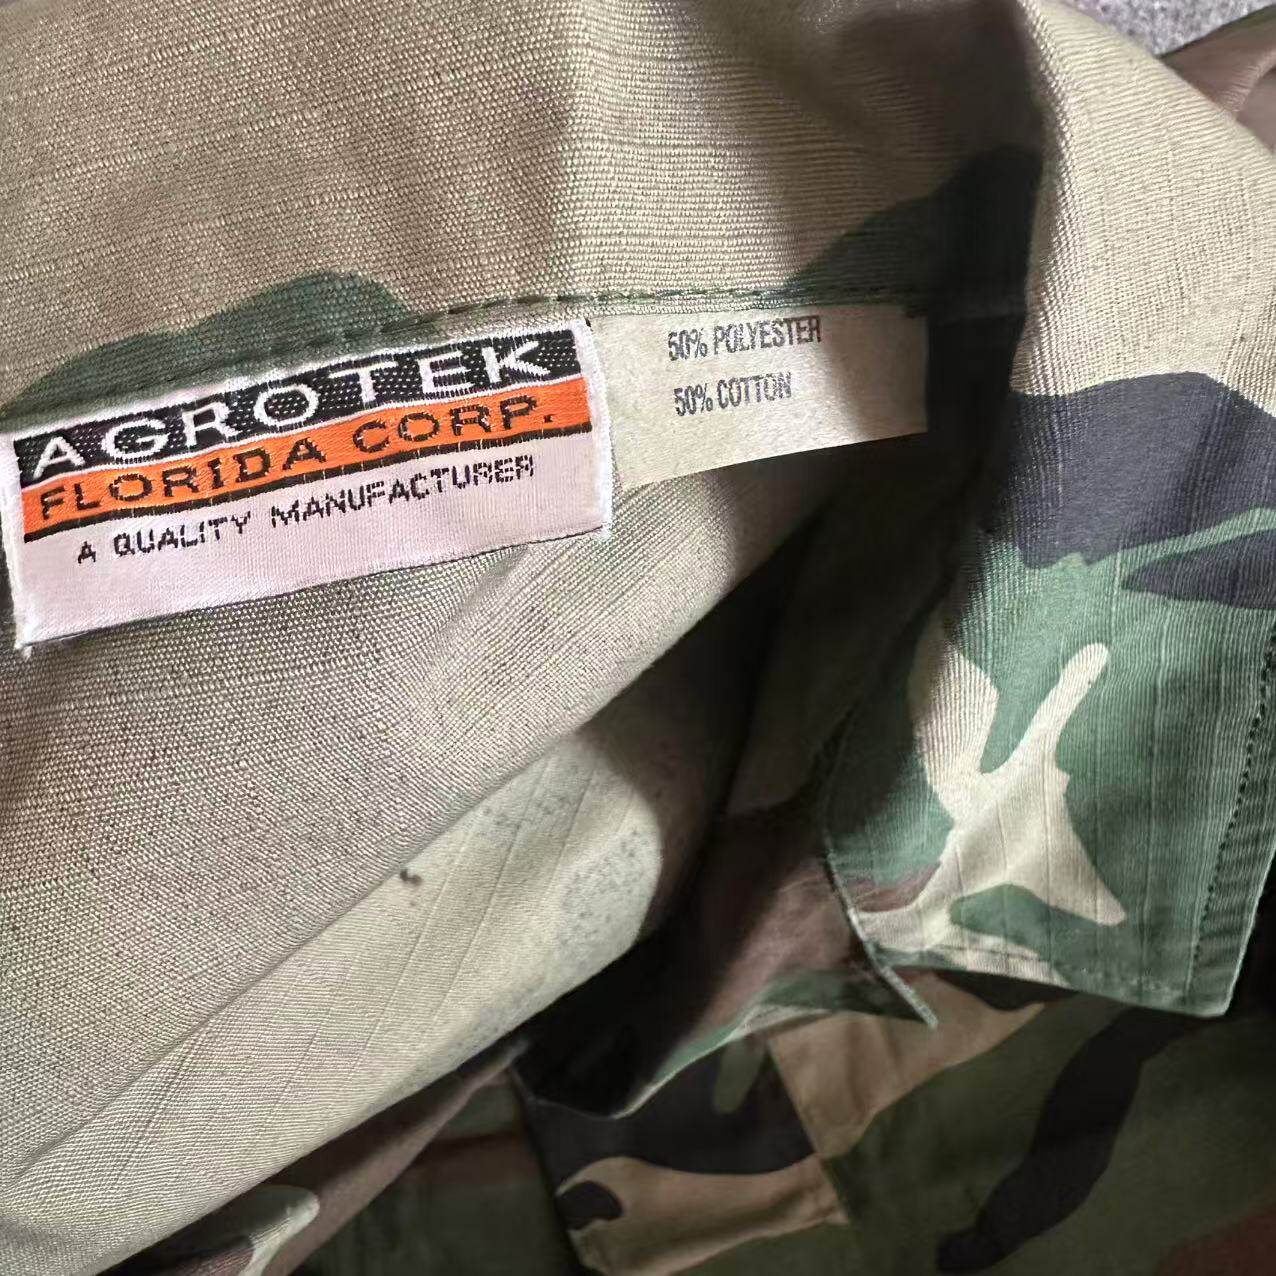 AGROTEK
FLORIDA CORP.
A QUALITY MANUFACTURER
50% POLYESTER
50% COTTON